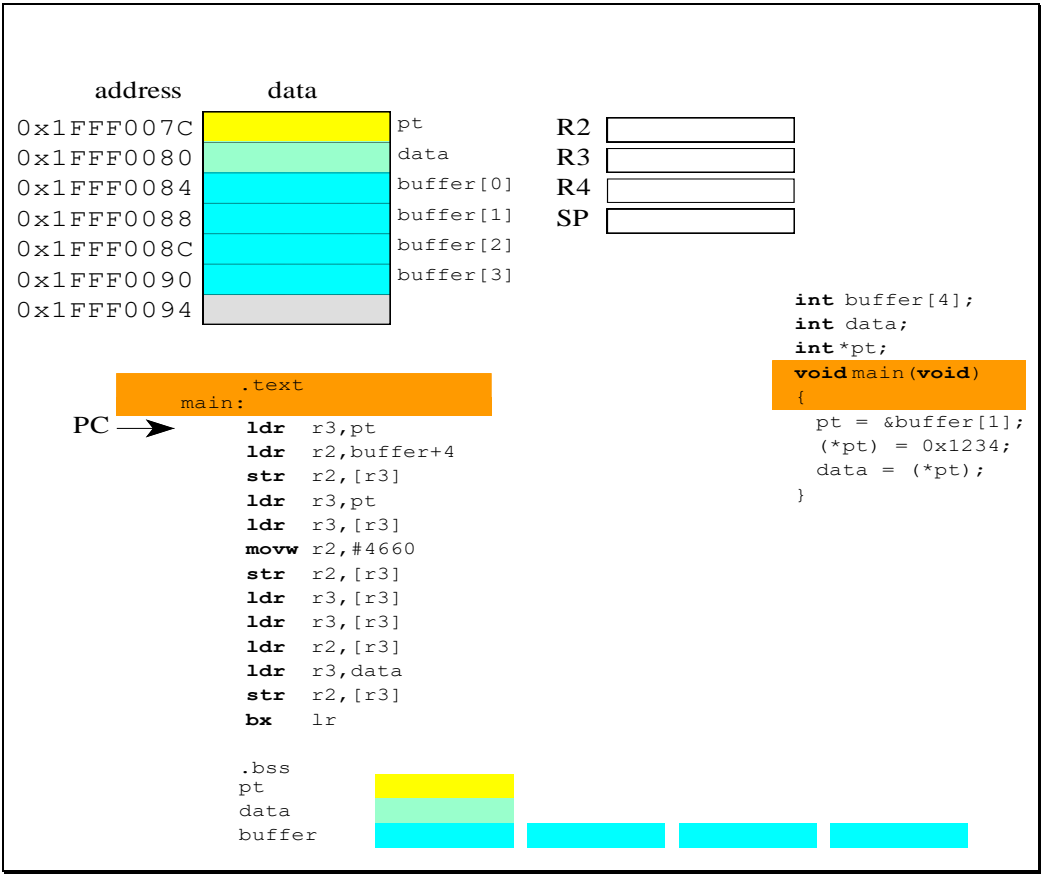 address data
0x1FFF007C pt
0x1FFF0080 data
0x1FFF0084 buffer[0]
0x1FFF0088 buffer[1]
0x1FFF008C buffer[2]
0x1FFF0090 buffer[3]
0x1FFF0094
R2
R3
R4
SP
int buffer[4];
int data;
int *pt;
void main(void)
{
pt = &buffer[1];
(*pt) = 0x1234;
data = (*pt);
}
.text
main:
PC
ldr r3,pt
ldr r2,buffer+4
str r2,[r3]
ldr r3,pt
ldr r3,[r3]
movw r2,#4660
str r2,[r3]
ldr r3,[r3]
ldr r3,[r3]
ldr r2,[r3]
ldr r3,data
str r2,[r3]
bx lr
.bss
pt
data
buffer